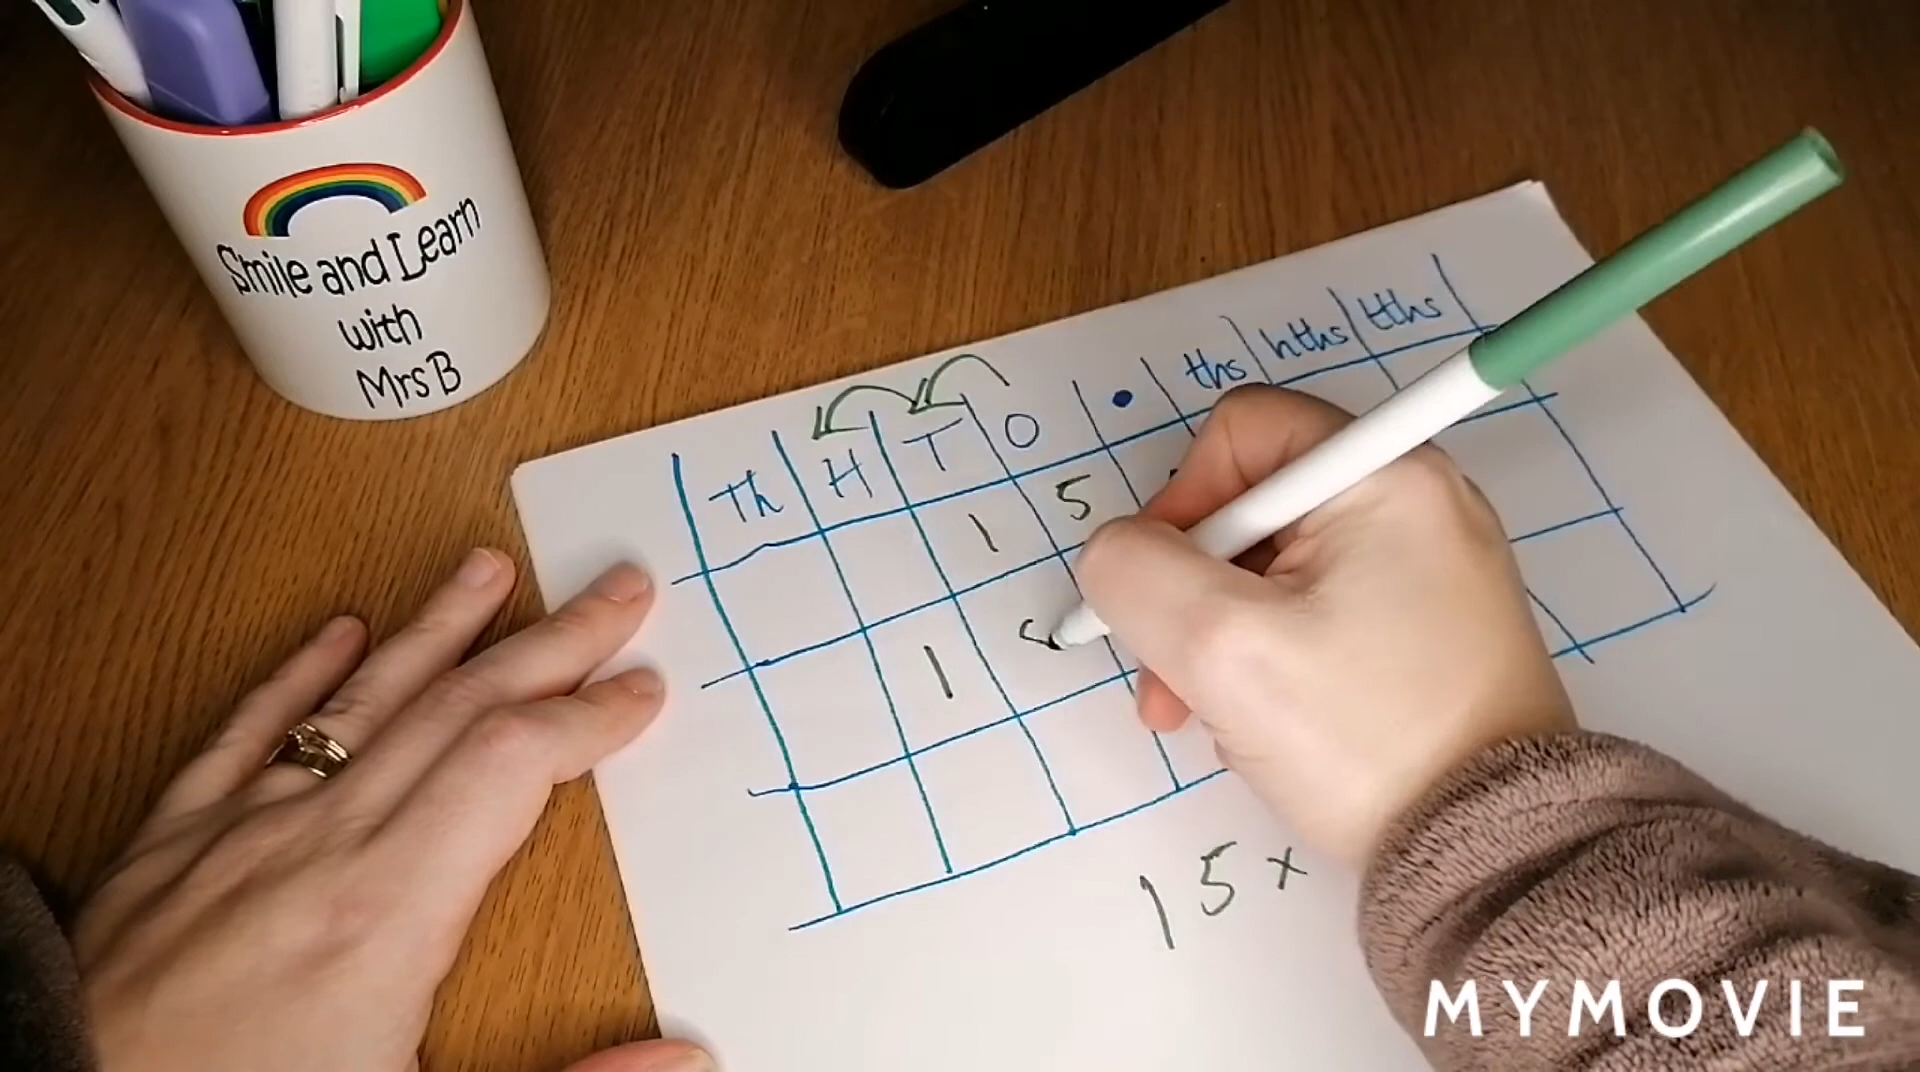 Smile and Learn
with
Mrs B
Th H T O . ths hths tths
1 5
1
15 x
MYMOVIE